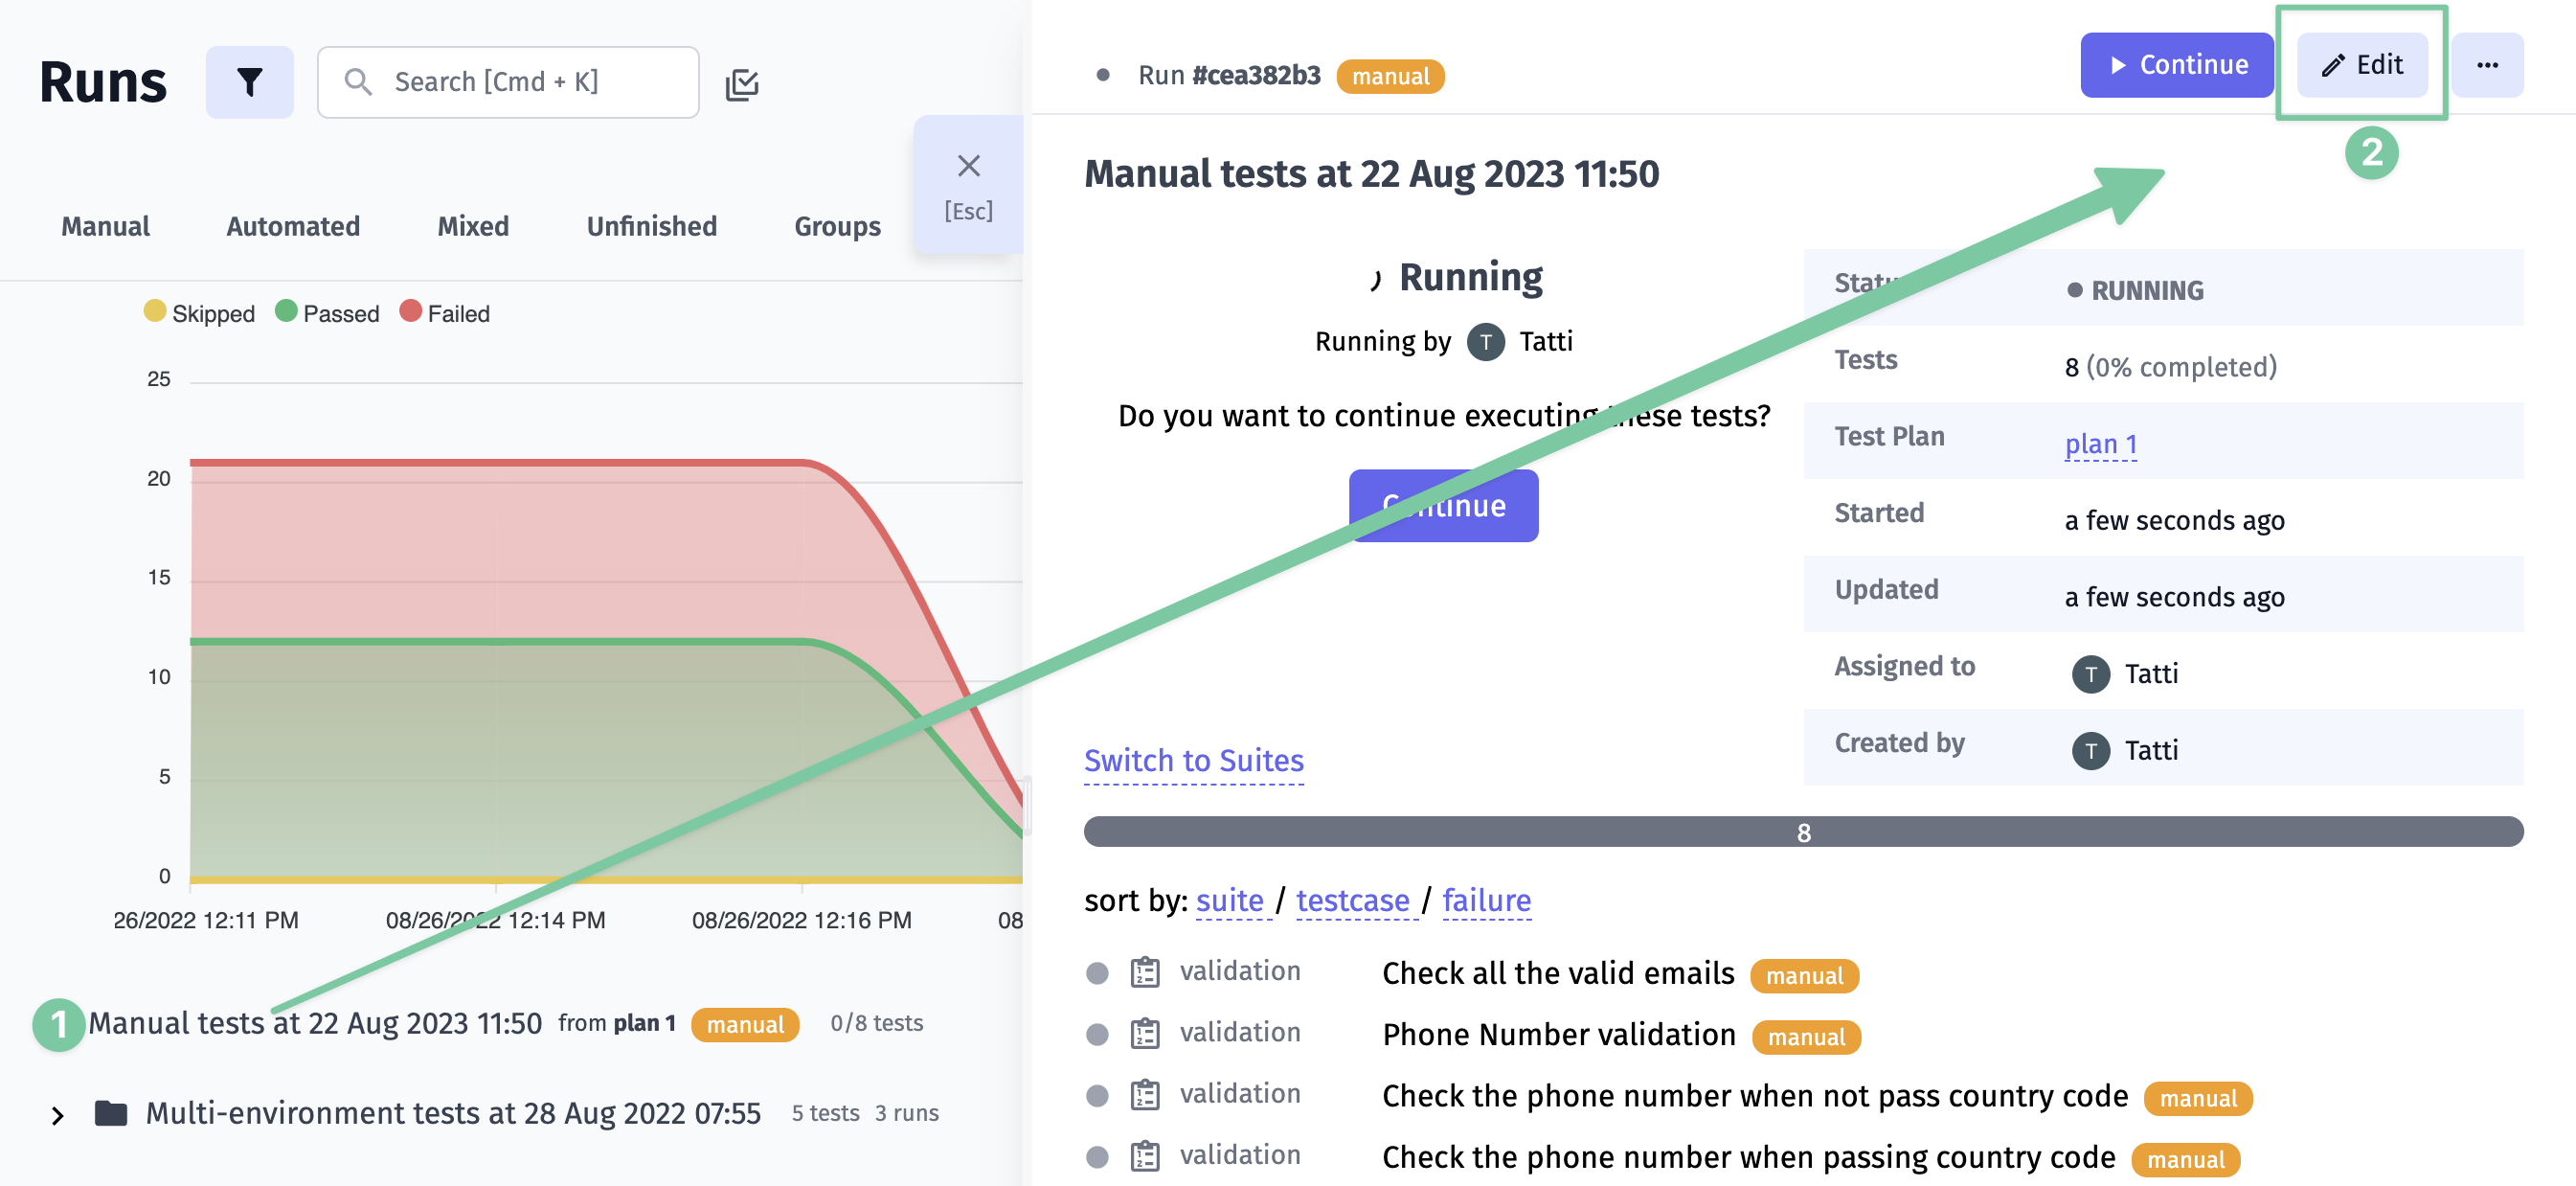 Runs
Search [Cmd + K]
[Esc]
Manual Automated Mixed Unfinished Groups
Skipped Passed Failed
25
20
15
10
5
0
26/2022 12:11 PM 08/26/2022 12:14 PM 08/26/2022 12:16 PM 08
1 Manual tests at 22 Aug 2023 11:50 from plan 1 manual 0/8 tests
Multi-environment tests at 28 Aug 2022 07:55 5 tests 3 runs
Run #cea382b3 manual
Continue Edit ...
2
Manual tests at 22 Aug 2023 11:50
Running
Running by T Tatti
Do you want to continue executing these tests?
Continue
Status RUNNING
Tests 8 (0% completed)
Test Plan plan 1
Started a few seconds ago
Updated a few seconds ago
Assigned to T Tatti
Created by T Tatti
Switch to Suites
8
sort by: suite / testcase / failure
validation Check all the valid emails manual
validation Phone Number validation manual
validation Check the phone number when not pass country code manual
validation Check the phone number when passing country code manual